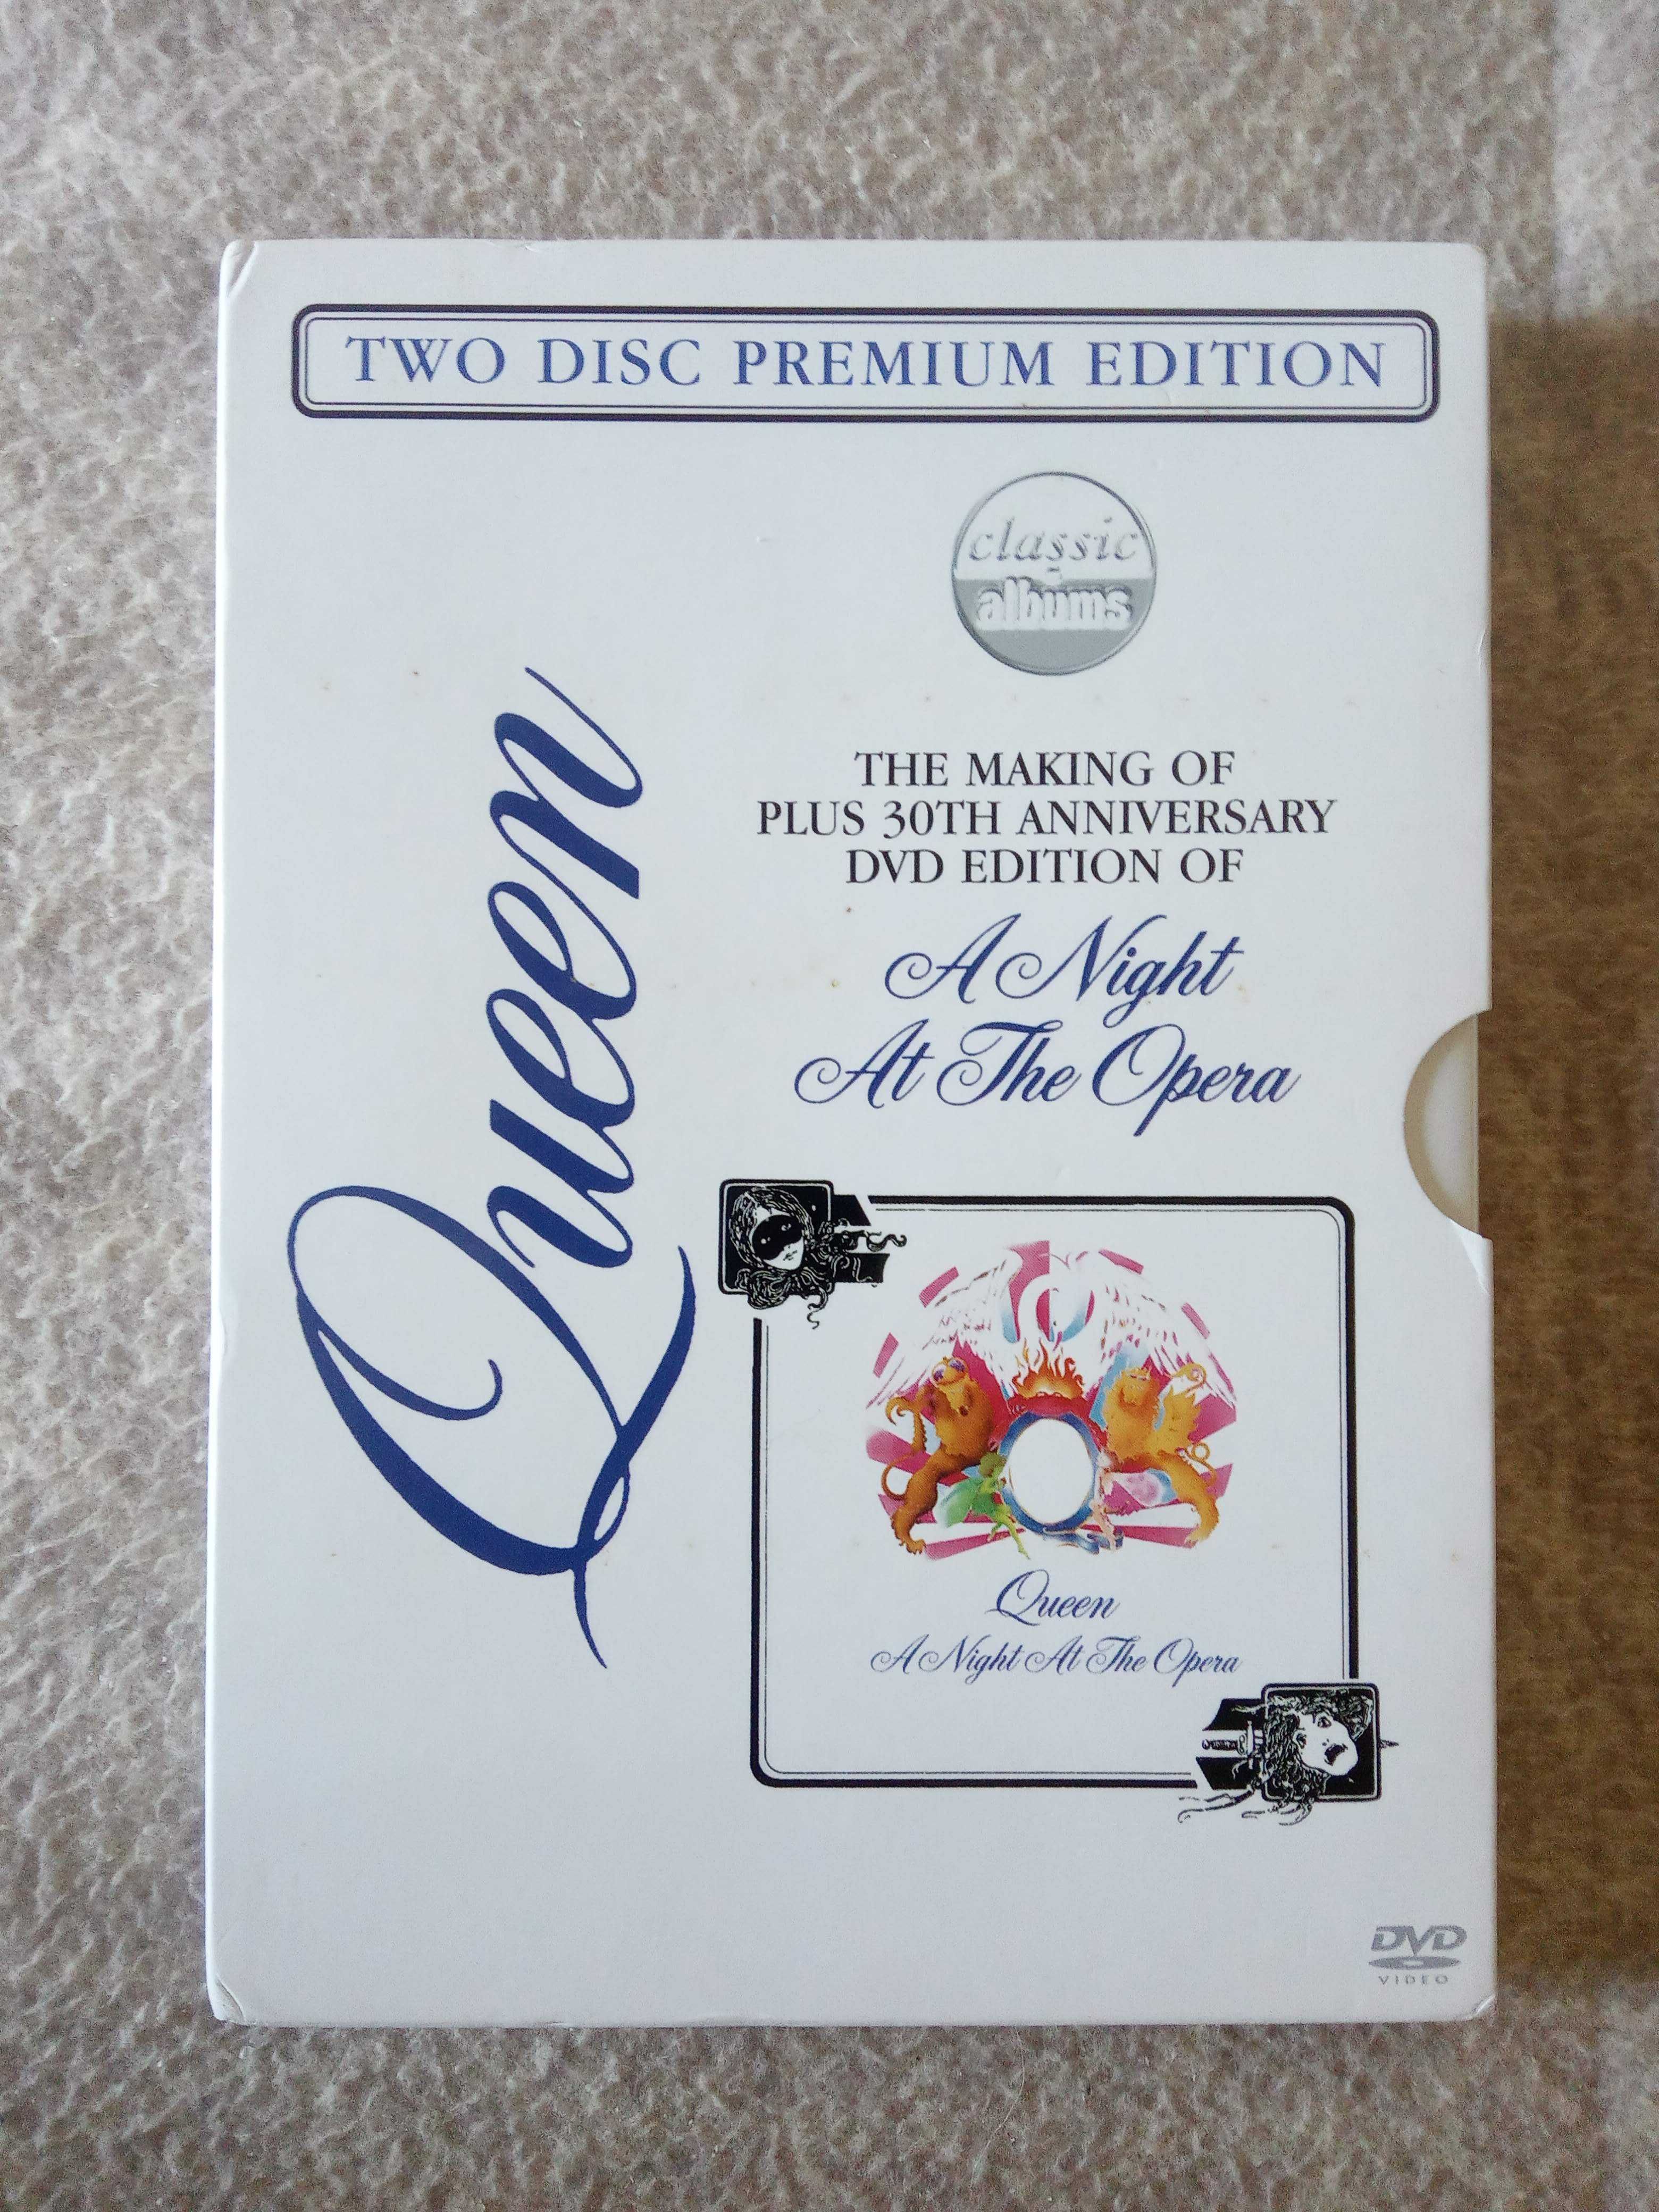 TWO DISC PREMIUM EDITION
classic
albums
Queen
THE MAKING OF
PLUS 30TH ANNIVERSARY
DVD EDITION OF
A Night
At The Opera
Queen
A Night At The Opera
DVD
VIDEO